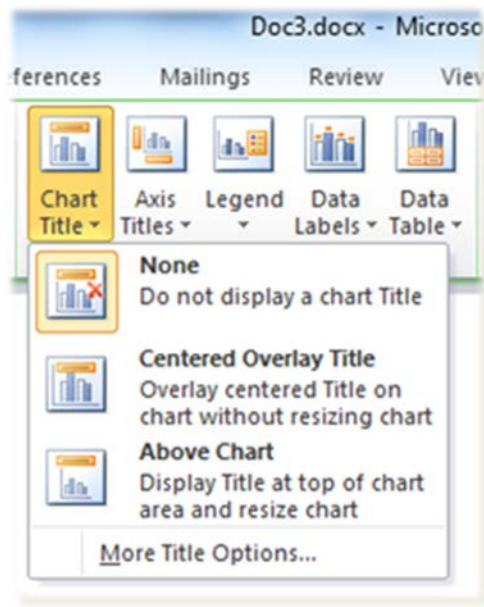 Doc3.docx - Microso
ferences Mailings Review View
Chart Axis Legend Data Data
Title Titles Labels Table
None
Do not display a chart Title
Centered Overlay Title
Overlay centered Title on
chart without resizing chart
Above Chart
Display Title at top of chart
area and resize chart
More Title Options...